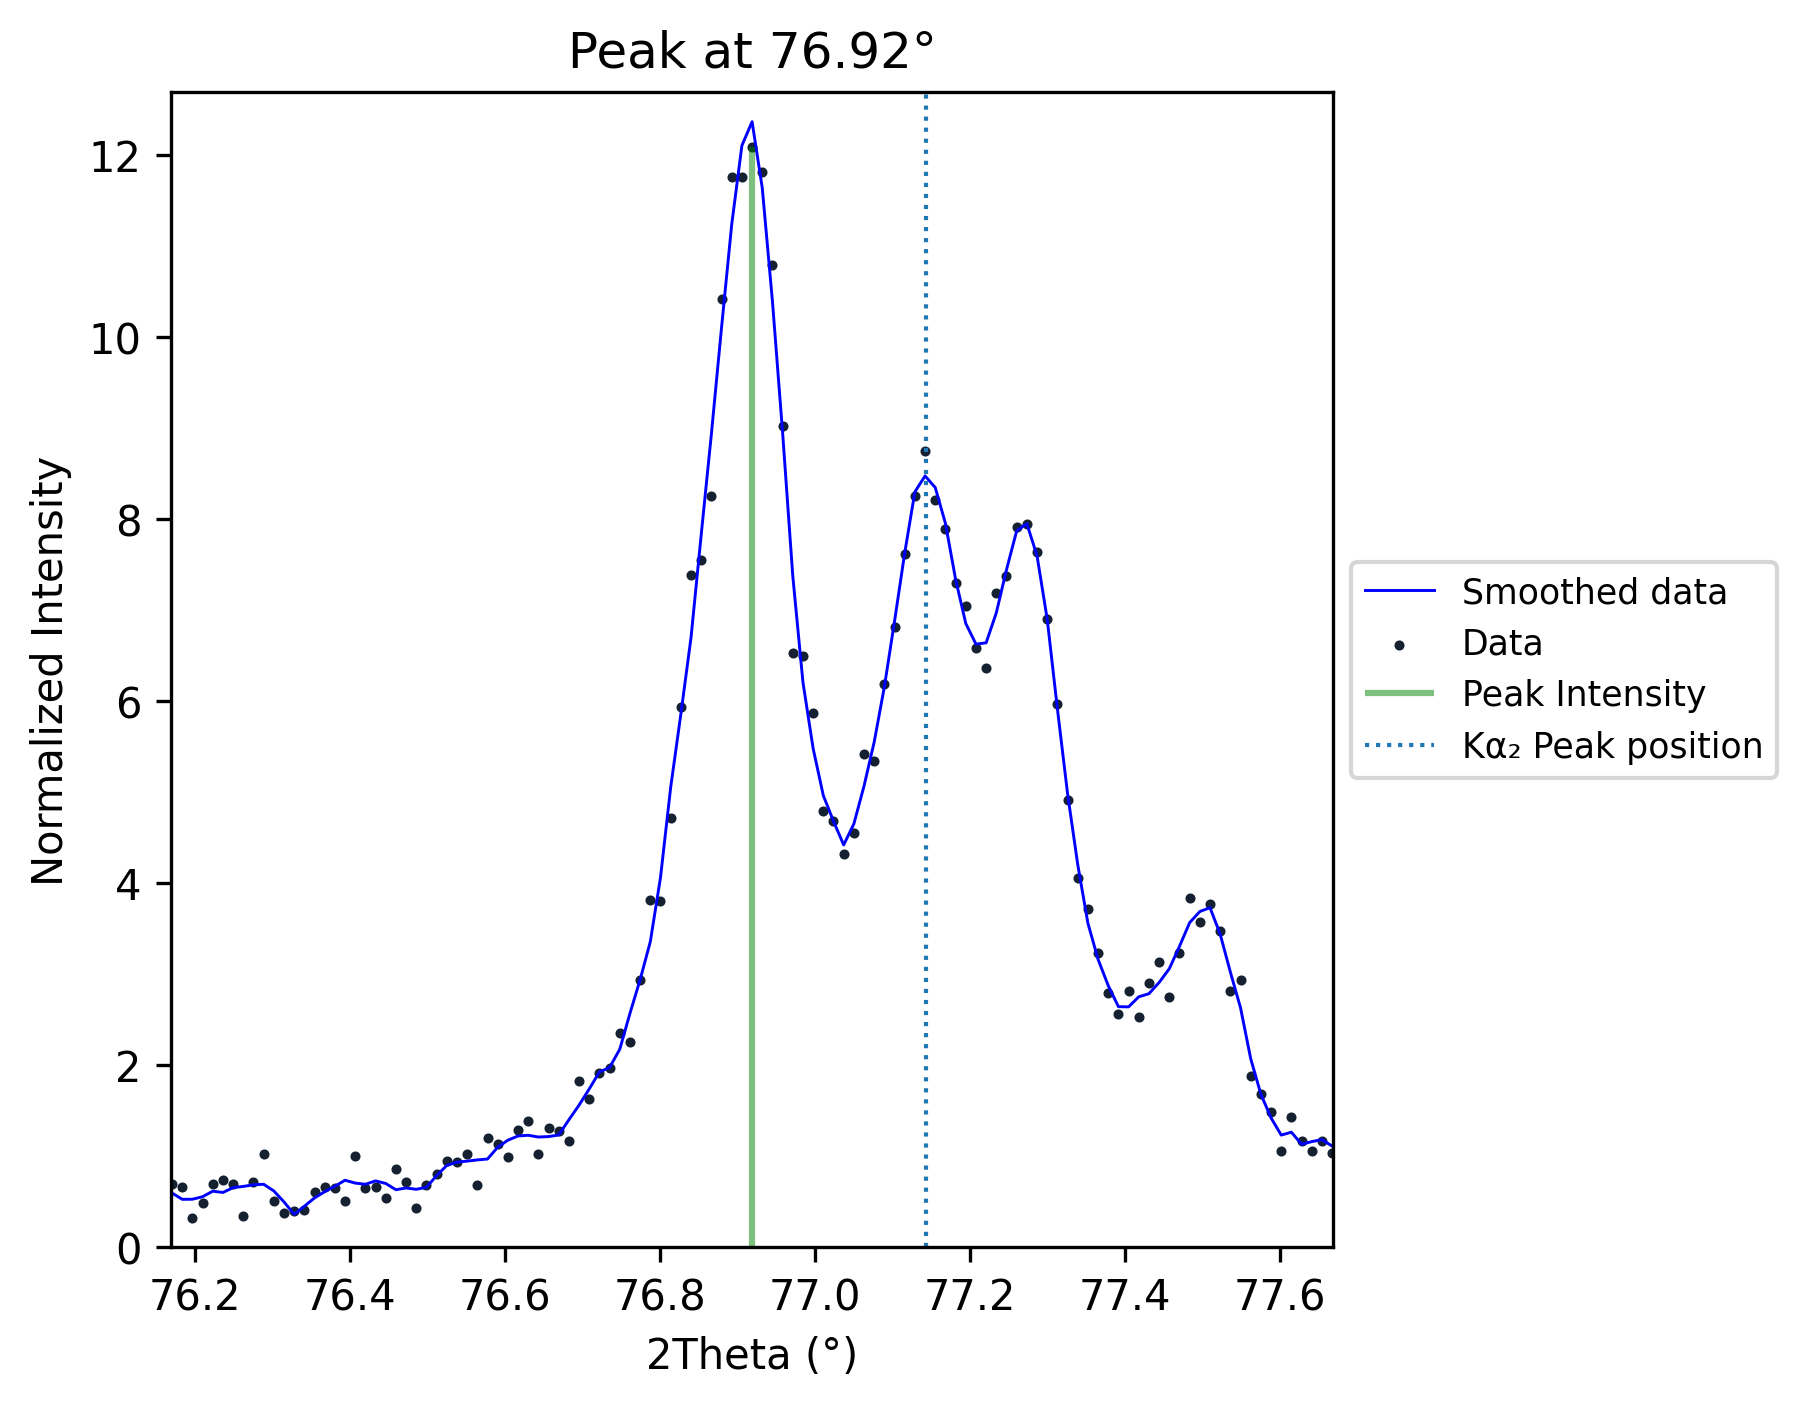 Peak at 76.92°
Normalized Intensity
12
10
8
6
4
2
0
76.2 76.4 76.6 76.8 77.0 77.2 77.4 77.6
2Theta (°)
Smoothed data
Data
Peak Intensity
Kα₂ Peak position